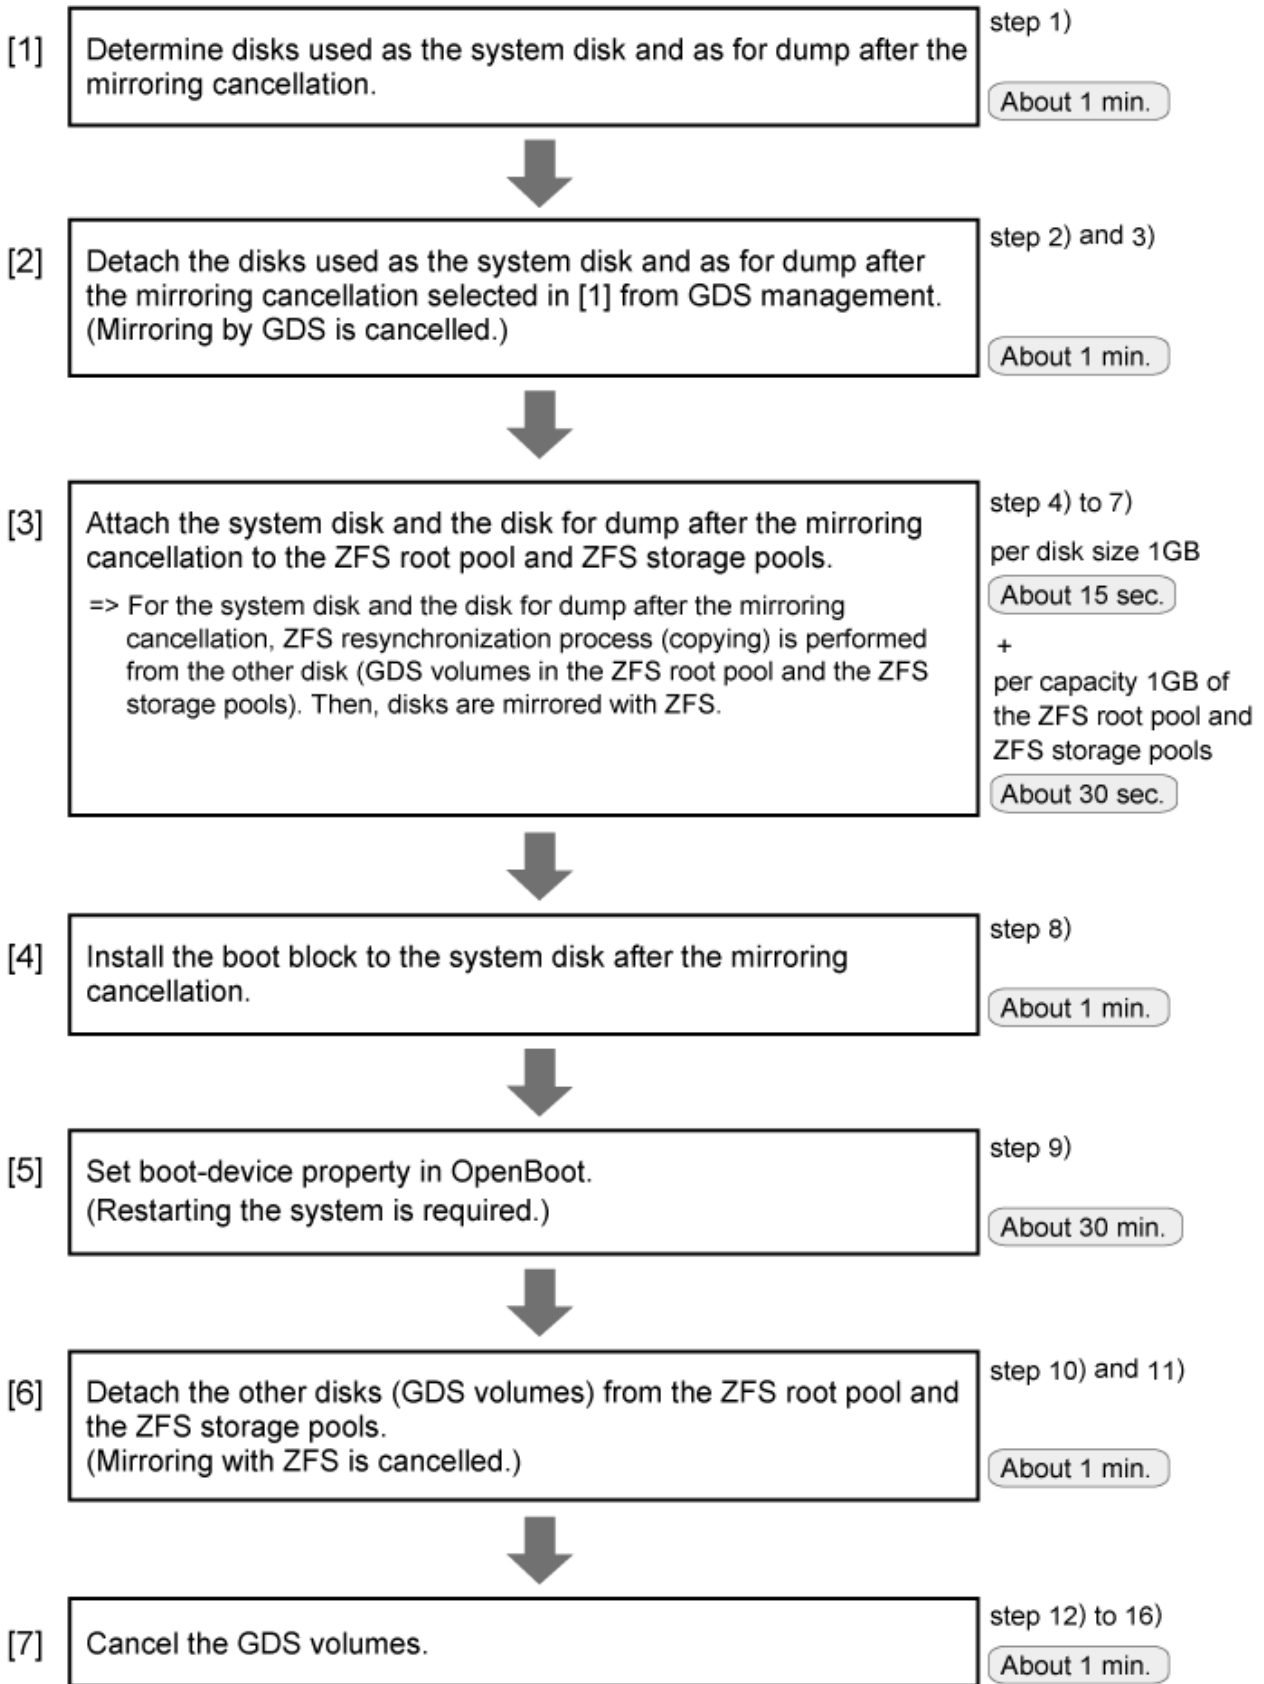 [1]
Determine disks used as the system disk and as for dump after the
mirroring cancellation.
step 1)
About 1 min.
[2]
Detach the disks used as the system disk and as for dump after
the mirroring cancellation selected in [1] from GDS management.
(Mirroring by GDS is cancelled.)
step 2) and 3)
About 1 min.
[3]
Attach the system disk and the disk for dump after the mirroring
cancellation to the ZFS root pool and ZFS storage pools.
=> For the system disk and the disk for dump after the mirroring
cancellation, ZFS resynchronization process (copying) is performed
from the other disk (GDS volumes in the ZFS root pool and the ZFS
storage pools). Then, disks are mirrored with ZFS.
step 4) to 7)
per disk size 1GB
About 15 sec.
+
per capacity 1GB of
the ZFS root pool and
ZFS storage pools
About 30 sec.
[4]
Install the boot block to the system disk after the mirroring
cancellation.
step 8)
About 1 min.
[5]
Set boot-device property in OpenBoot.
(Restarting the system is required.)
step 9)
About 30 min.
[6]
Detach the other disks (GDS volumes) from the ZFS root pool and
the ZFS storage pools.
(Mirroring with ZFS is cancelled.)
step 10) and 11)
About 1 min.
[7]
Cancel the GDS volumes.
step 12) to 16)
About 1 min.